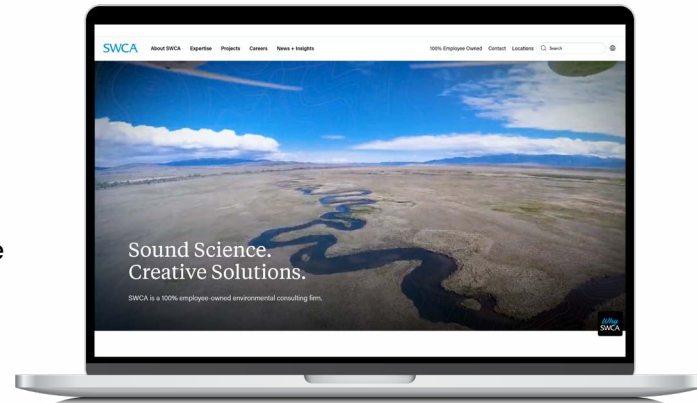 SWCA About SWCA Expertise Projects Careers News + Insights 100% Employee Owned Contact Locations Search
Sound Science.
Creative Solutions.
SWCA is a 100% employee-owned environmental consulting firm.
Why
SWCA
e